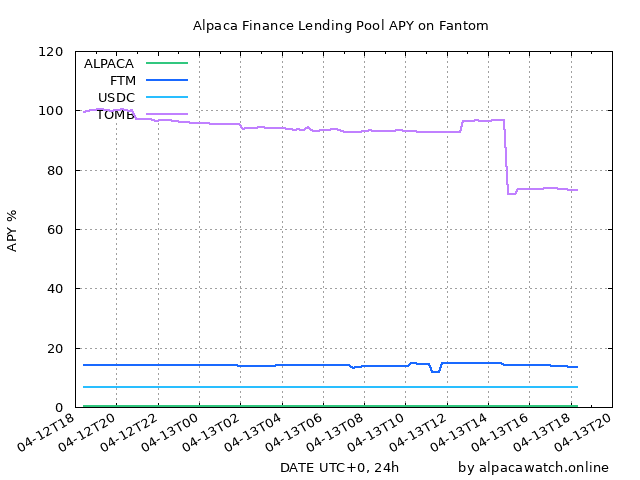 Alpaca Finance Lending Pool APY on Fantom
120
100
80
60
40
20
0
APY %
ALPACA
FTM
USDC
TOMB
04-12T18
04-12T20
04-12T22
04-13T00
04-13T02
04-13T04
04-13T06
04-13T08
04-13T10
04-13T12
04-13T14
04-13T16
04-13T18
04-13T20
DATE UTC+0, 24h
by alpacawatch.online